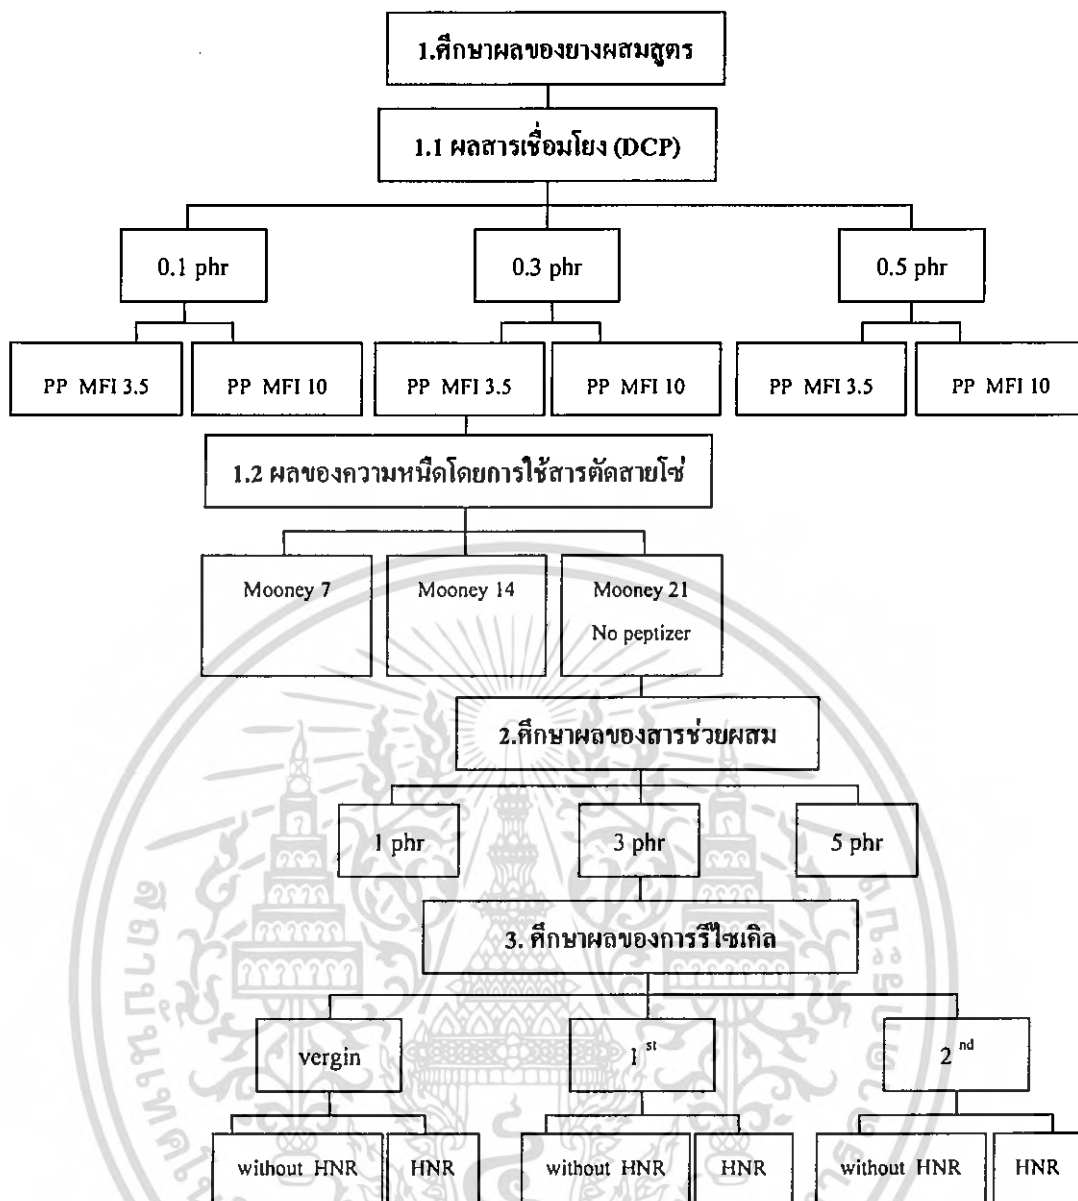 1.ศึกษาผลของยางผสมสูตร
1.1 ผลสารเชื่อมโยง (DCP)
0.1 phr
0.3 phr
0.5 phr
PP MFI 3.5
PP MFI 10
PP MFI 3.5
PP MFI 10
PP MFI 3.5
PP MFI 10
1.2 ผลของความหนืดโดยการใช้สารตัดสายโซ่
Mooney 7
Mooney 14
Mooney 21
No peptizer
2.ศึกษาผลของสารช่วยผสม
1 phr
3 phr
5 phr
3. ศึกษาผลของการรีไซเคิล
vergin
1 st
2 nd
without HNR
HNR
without HNR
HNR
without HNR
HNR